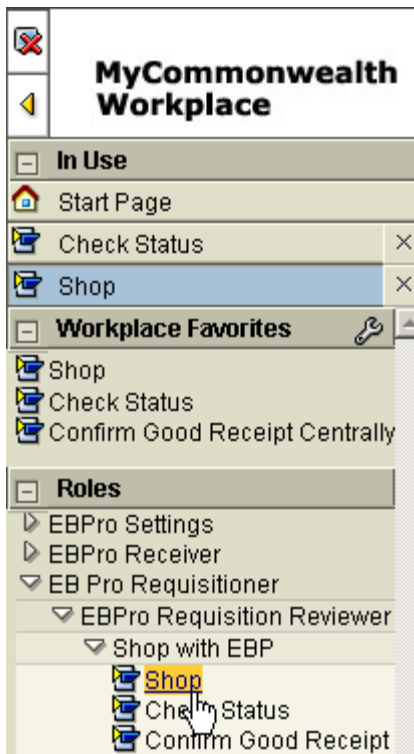 MyCommonwealth
Workplace
In Use
Start Page
Check Status
Shop
Workplace Favorites
Shop
Check Status
Confirm Good Receipt Centrally
Roles
EBPro Settings
EBPro Receiver
EB Pro Requisitioner
EBPro Requisition Reviewer
Shop with EBP
Shop
Check Status
Confirm Good Receipt